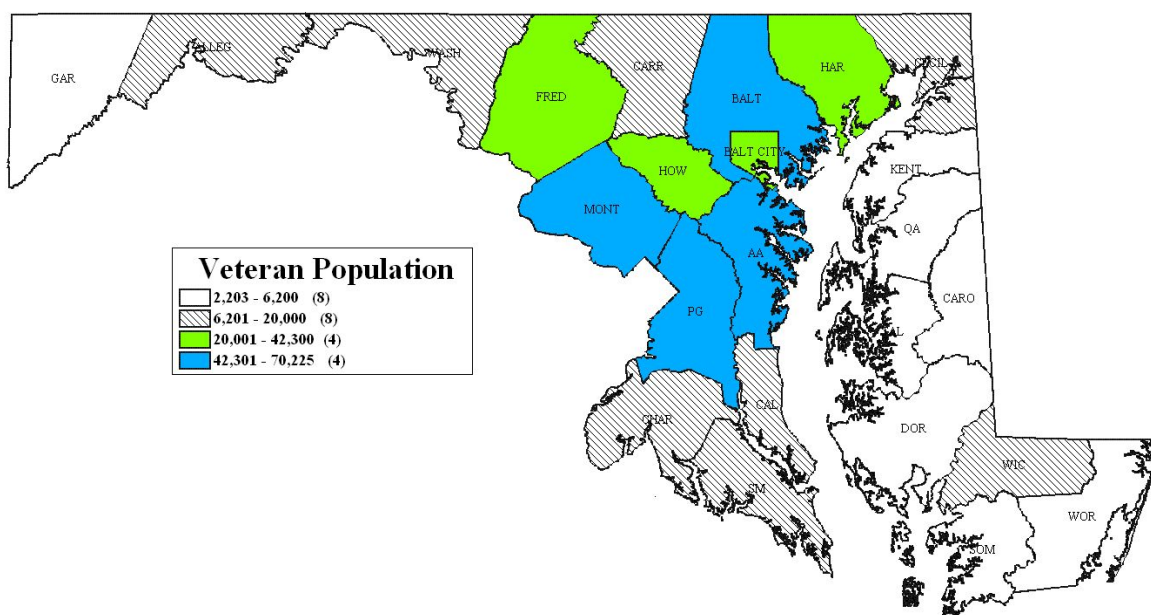 ALLEG
WASH
CARR
CECIL
GAR
HAR
FRED
BALT
BALT CITY
HOW
KENT
MONT
QA
AA
CARO
PG
CAL
CHAR
DOR
WIC
SM
WOR
SOM
Veteran Population
2,203 - 6,200 (8)
6,201 - 20,000 (8)
20,001 - 42,300 (4)
42,301 - 70,225 (4)